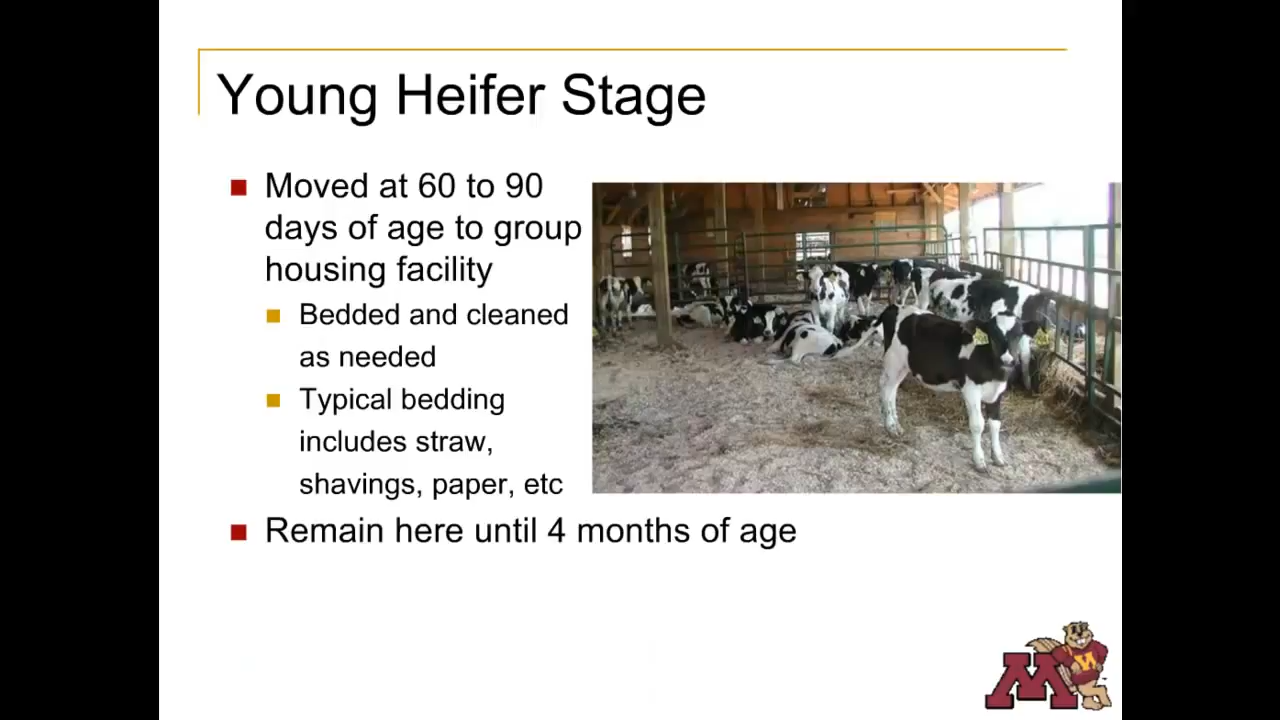 Young Heifer Stage
Moved at 60 to 90
days of age to group
housing facility
Bedded and cleaned
as needed
Typical bedding
includes straw,
shavings, paper, etc
Remain here until 4 months of age
M